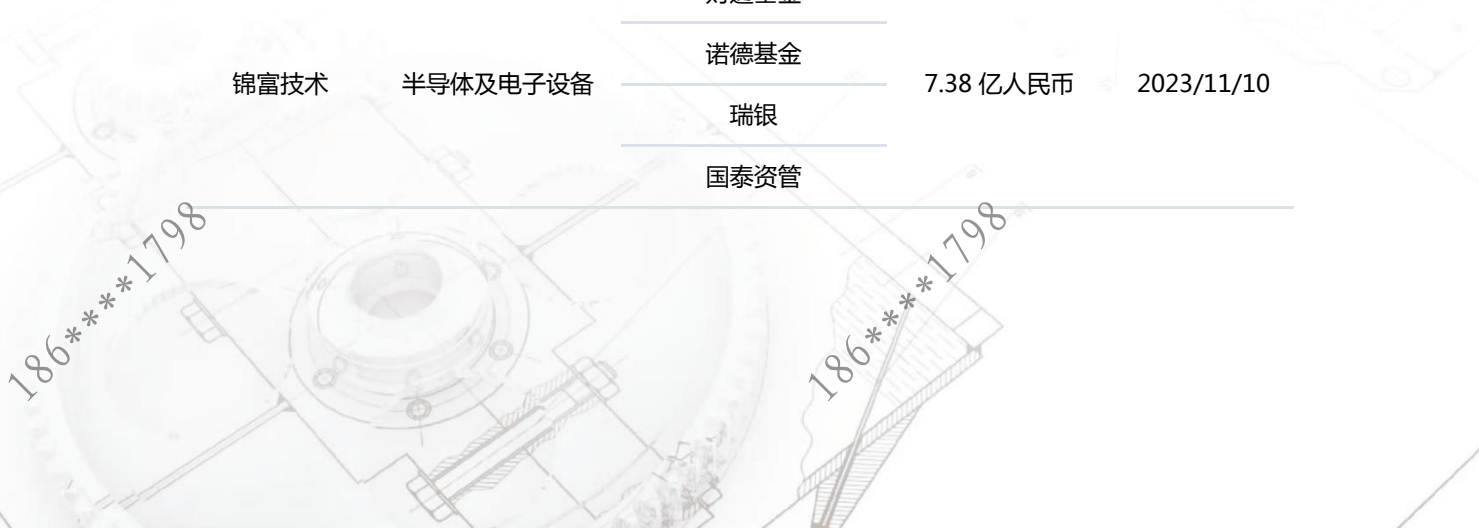 诺德基金
锦富技术 半导体及电子设备 7.38 亿人民币 2023/11/10
瑞银
国泰资管
186****1798 186****1798